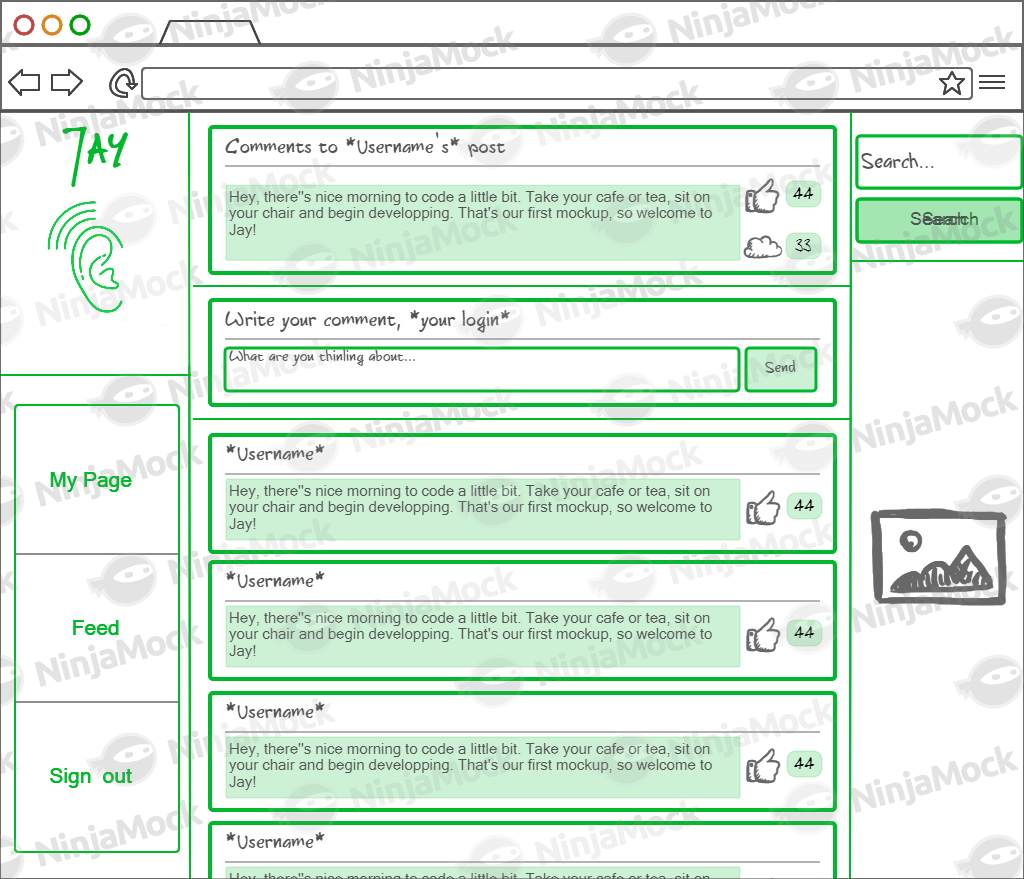 JAY
My Page
Feed
Sign out
Comments to *Username's* post
Hey, there"s nice morning to code a little bit. Take your cafe or tea, sit on
your chair and begin developping. That's our first mockup, so welcome to
Jay!
44
33
Write your comment, *your login*
What are you thinling about...
Send
*Username*
Hey, there"s nice morning to code a little bit. Take your cafe or tea, sit on
your chair and begin developping. That's our first mockup, so welcome to
Jay!
44
*Username*
Hey, there"s nice morning to code a little bit. Take your cafe or tea, sit on
your chair and begin developping. That's our first mockup, so welcome to
Jay!
44
*Username*
Hey, there"s nice morning to code a little bit. Take your cafe or tea, sit on
your chair and begin developping. That's our first mockup, so welcome to
Jay!
44
*Username*
Hey, there"s nice morning to code a little bit. Take your cafe or tea, sit on
Search...
Search
NinjaMock